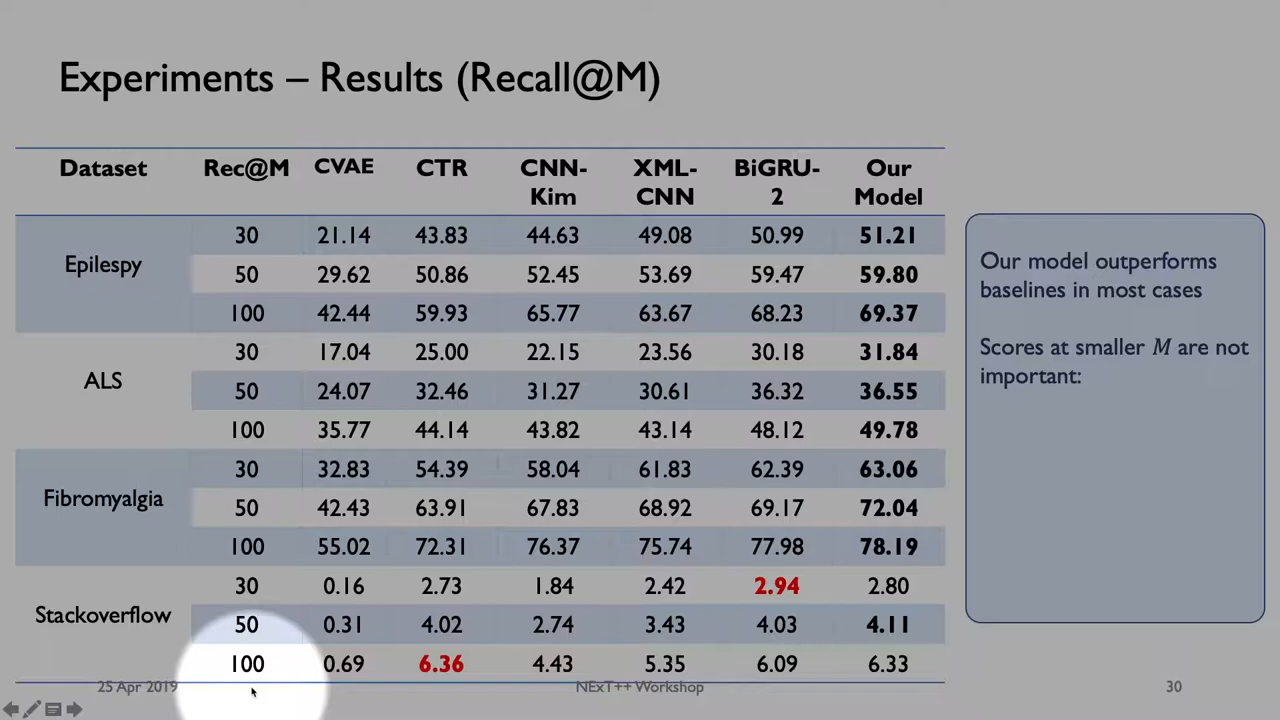 Experiments – Results (Recall@M)
Dataset Rec@M CVAE CTR CNN-Kim XML-CNN BiGRU-2 Our Model
Epilespy 30 21.14 43.83 44.63 49.08 50.99 51.21
50 29.62 50.86 52.45 53.69 59.47 59.80
100 42.44 59.93 65.77 63.67 68.23 69.37
ALS 30 17.04 25.00 22.15 23.56 30.18 31.84
50 24.07 32.46 31.27 30.61 36.32 36.55
100 35.77 44.14 43.82 43.14 48.12 49.78
Fibromyalgia 30 32.83 54.39 58.04 61.83 62.39 63.06
50 42.43 63.91 67.83 68.92 69.17 72.04
100 55.02 72.31 76.37 75.74 77.98 78.19
Stackoverflow 30 0.16 2.73 1.84 2.42 2.94 2.80
50 0.31 4.02 2.74 3.43 4.03 4.11
100 0.69 6.36 4.43 5.35 6.09 6.33
Our model outperforms
baselines in most cases
Scores at smaller M are not
important:
25 Apr 2019 NExT++ Workshop 30